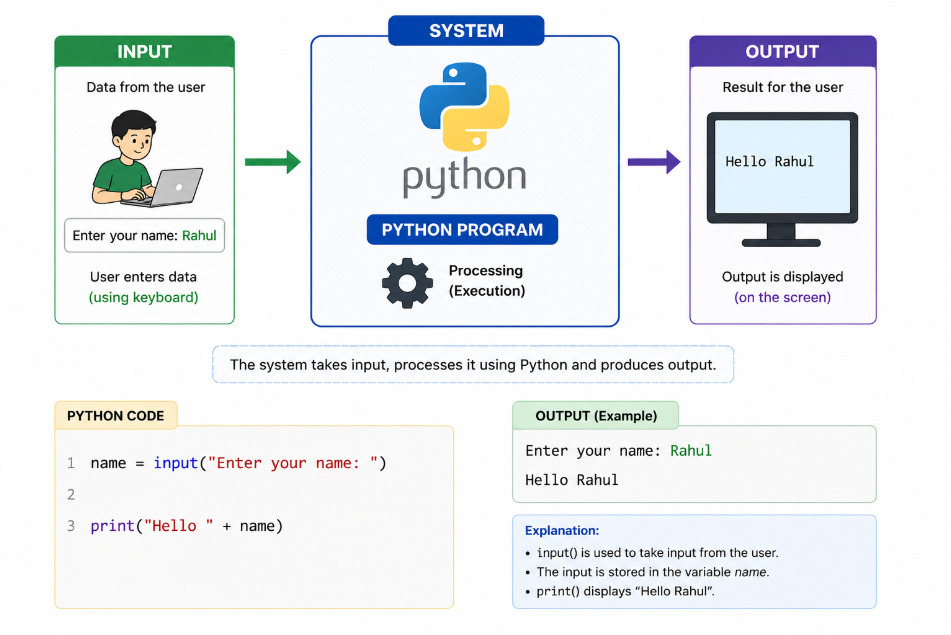 INPUT
Data from the user
Enter your name: Rahul
User enters data
(using keyboard)
SYSTEM
python
PYTHON PROGRAM
Processing
(Execution)
OUTPUT
Result for the user
Hello Rahul
Output is displayed
(on the screen)
The system takes input, processes it using Python and produces output.
PYTHON CODE
1 name = input("Enter your name: ")
2
3 print("Hello " + name)
OUTPUT (Example)
Enter your name: Rahul
Hello Rahul
Explanation:
• input() is used to take input from the user.
• The input is stored in the variable name.
• print() displays “Hello Rahul”.